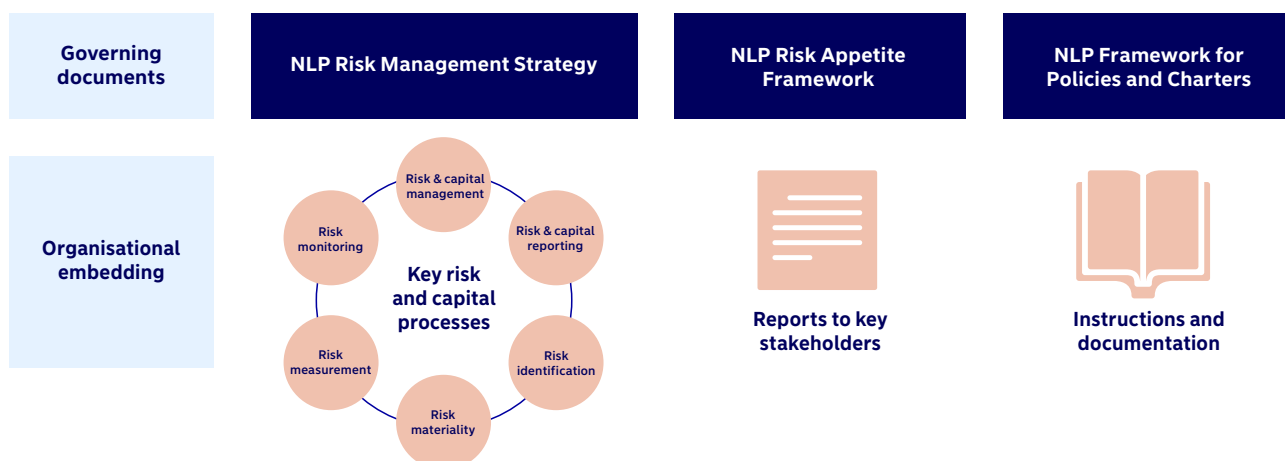 Governing
documents
NLP Risk Management Strategy
NLP Risk Appetite
Framework
NLP Framework for
Policies and Charters
Organisational
embedding
Risk & capital
management
Risk
monitoring
Risk & capital
reporting
Key risk
and capital
processes
Risk
measurement
Risk
identification
Risk
materiality
Reports to key
stakeholders
Instructions and
documentation